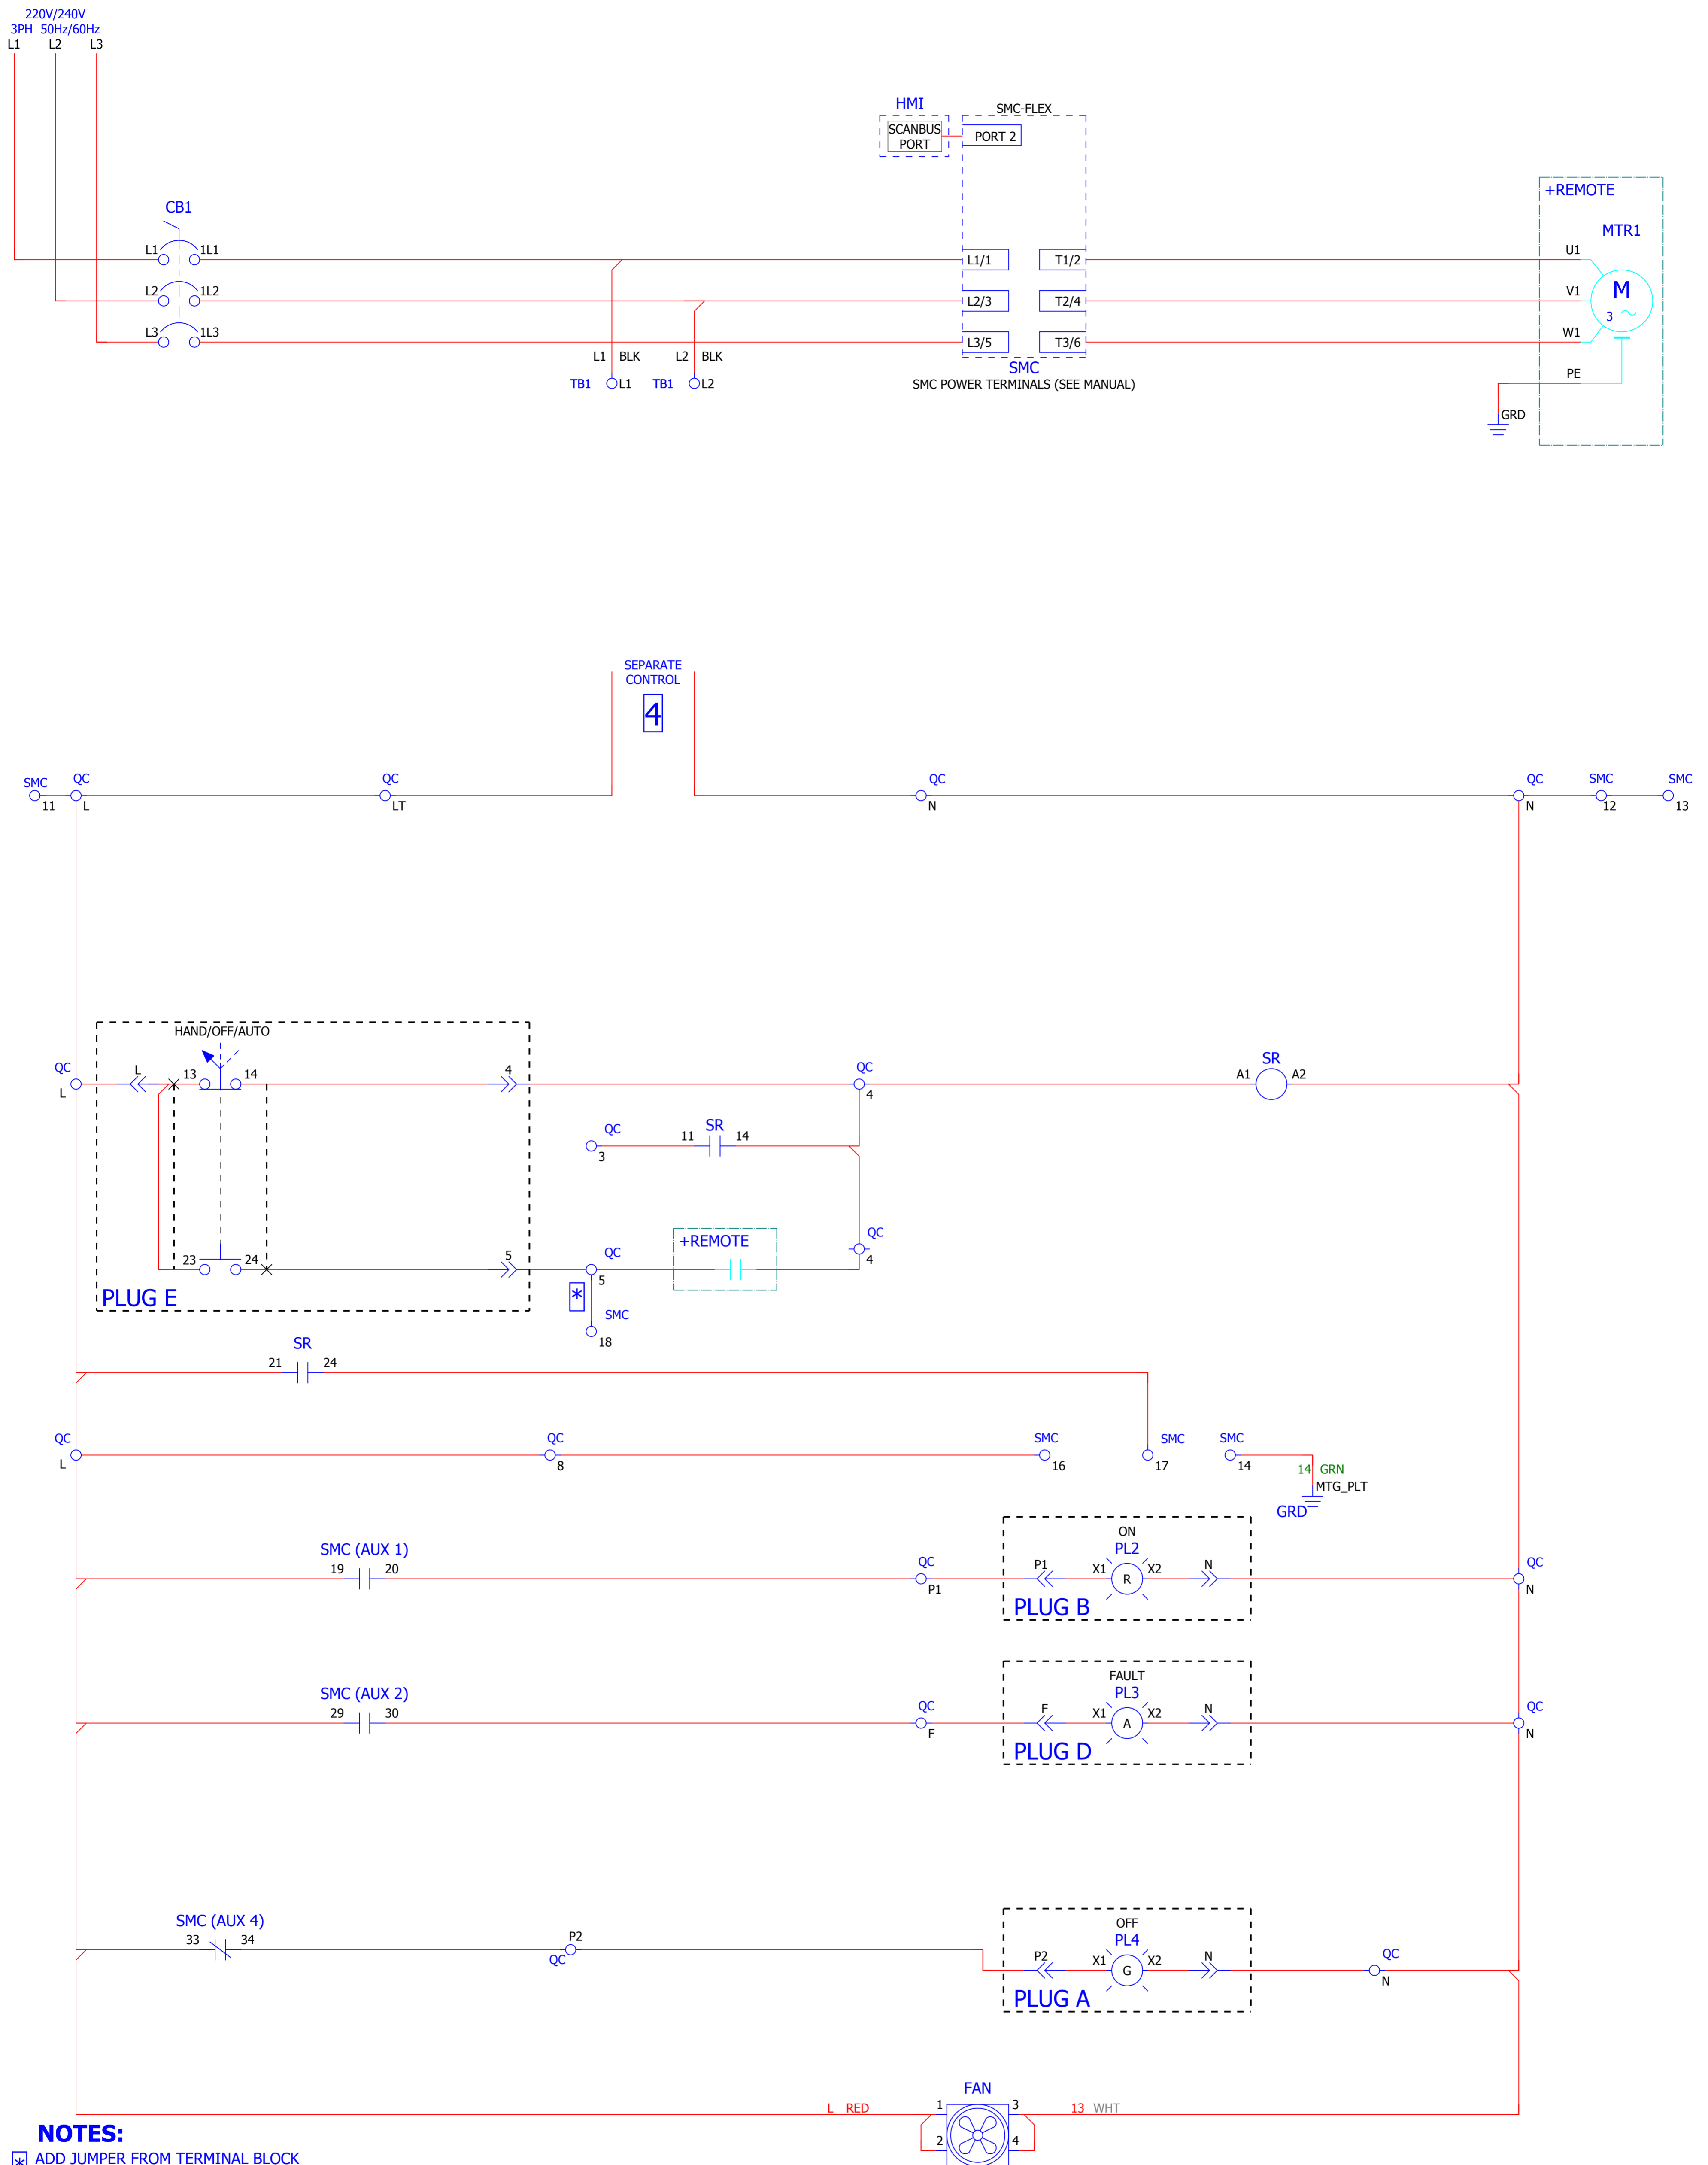 220V/240V
3PH 50Hz/60Hz
L1 L2 L3
HMI
SCANBUS
PORT
SMC-FLEX
PORT 2
+REMOTE
MTR1
CB1
L1 1L1
L1/1 T1/2
U1
L2 1L2
L2/3 T2/4
V1
M
3
L3 1L3
L3/5 T3/6
W1
L1 BLK L2 BLK
TB1 L1 TB1 L2
SMC
SMC POWER TERMINALS (SEE MANUAL)
PE
GRD
SEPARATE
CONTROL
4
SMC QC QC QC QC SMC SMC
11 L LT N N 12 13
HAND/OFF/AUTO
QC L 13 14 4 QC SR
L 4 A1 A2
QC SR
3 11 14
QC
4
23 24 5 QC +REMOTE
5
PLUG E
*
SMC
18
SR
21 24
QC QC SMC SMC SMC
L 8 16 17 14
14 GRN
MTG_PLT
GRD
ON
SMC (AUX 1) PL2
19 20 QC P1 X1 R X2 N QC
P1 N
PLUG B
FAULT
SMC (AUX 2) PL3
29 30 QC F X1 A X2 N QC
F N
PLUG D
OFF
SMC (AUX 4) PL4
33 34 P2 P2 X1 G X2 N QC
QC N
PLUG A
FAN
L RED 1 3 13 WHT
2 4
NOTES:
* ADD JUMPER FROM TERMINAL BLOCK